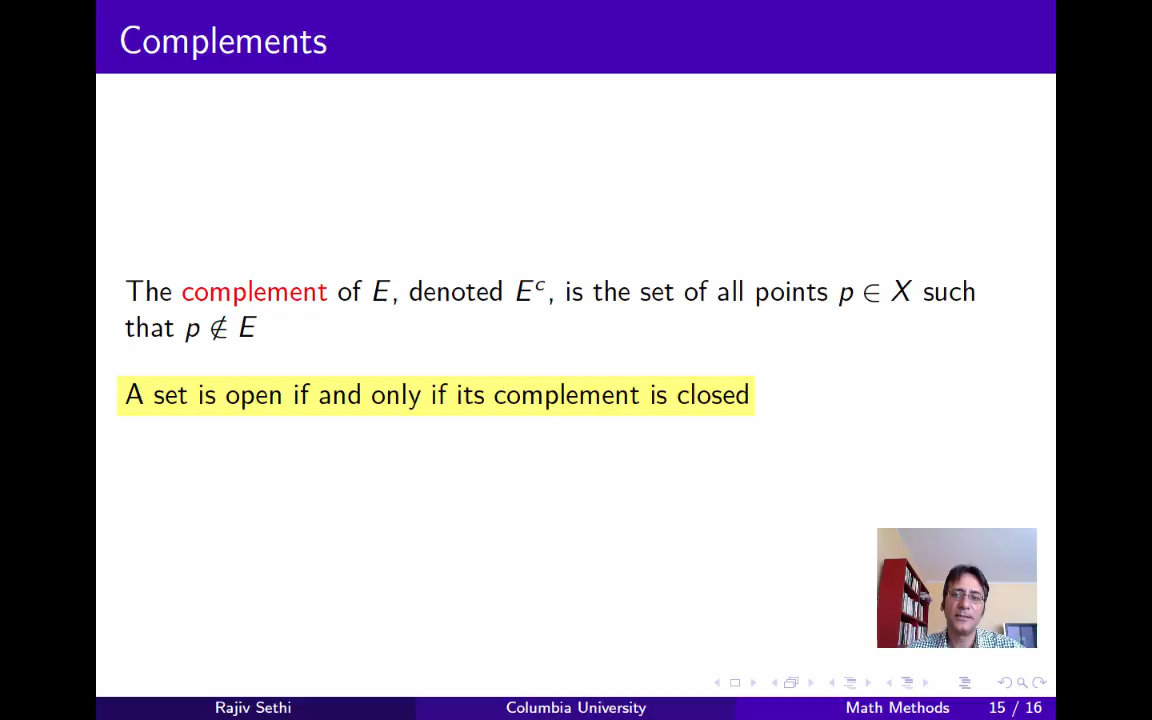 Complements
The complement of E, denoted Eᶜ, is the set of all points p ∈ X such
that p ∉ E
A set is open if and only if its complement is closed
Rajiv Sethi Columbia University Math Methods 15 / 16